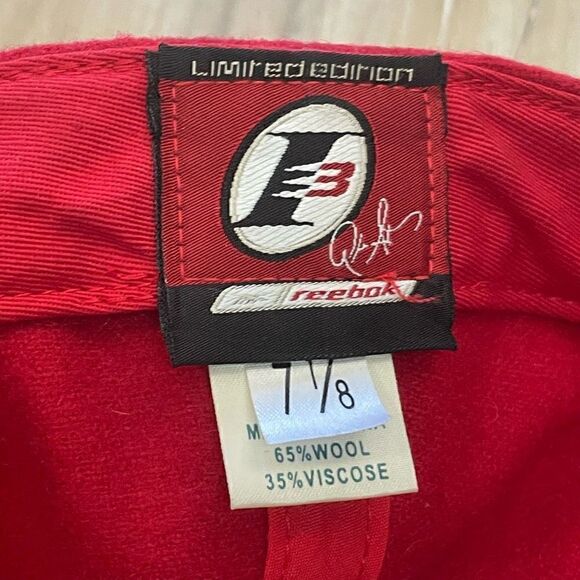 Limited edition
I3
reebok
7 1/8
65%WOOL
35%VISCOSE